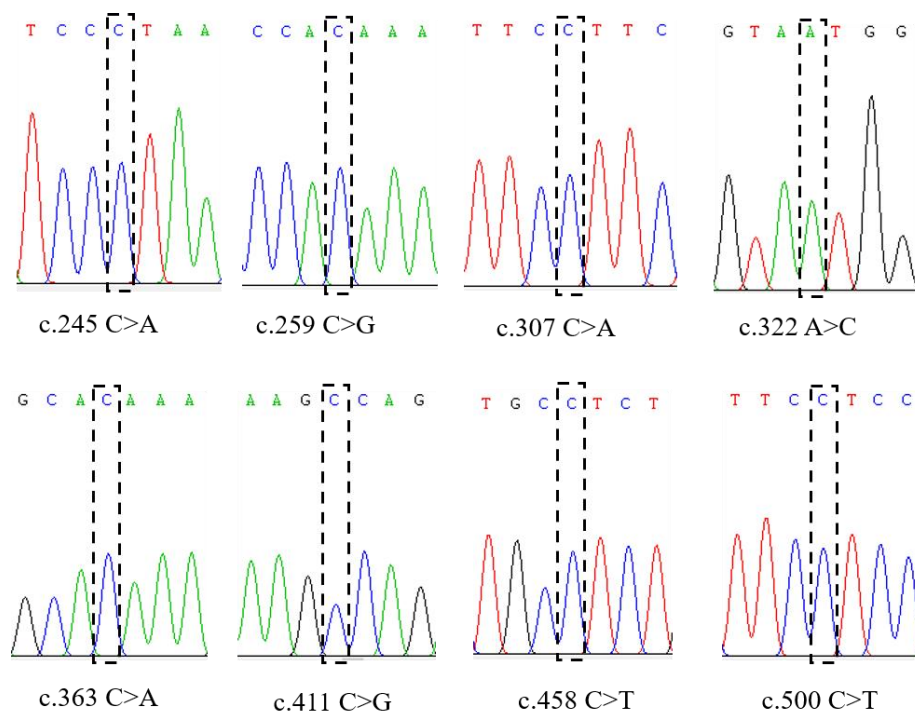 T C C C T A A
C C A C A A A
T T C C T T C
G T A A T G G
c.245 C>A
c.259 C>G
c.307 C>A
c.322 A>C
G C A C A A A
A A G C C A G
T G C C T C T
T T C C T C C
c.363 C>A
c.411 C>G
c.458 C>T
c.500 C>T